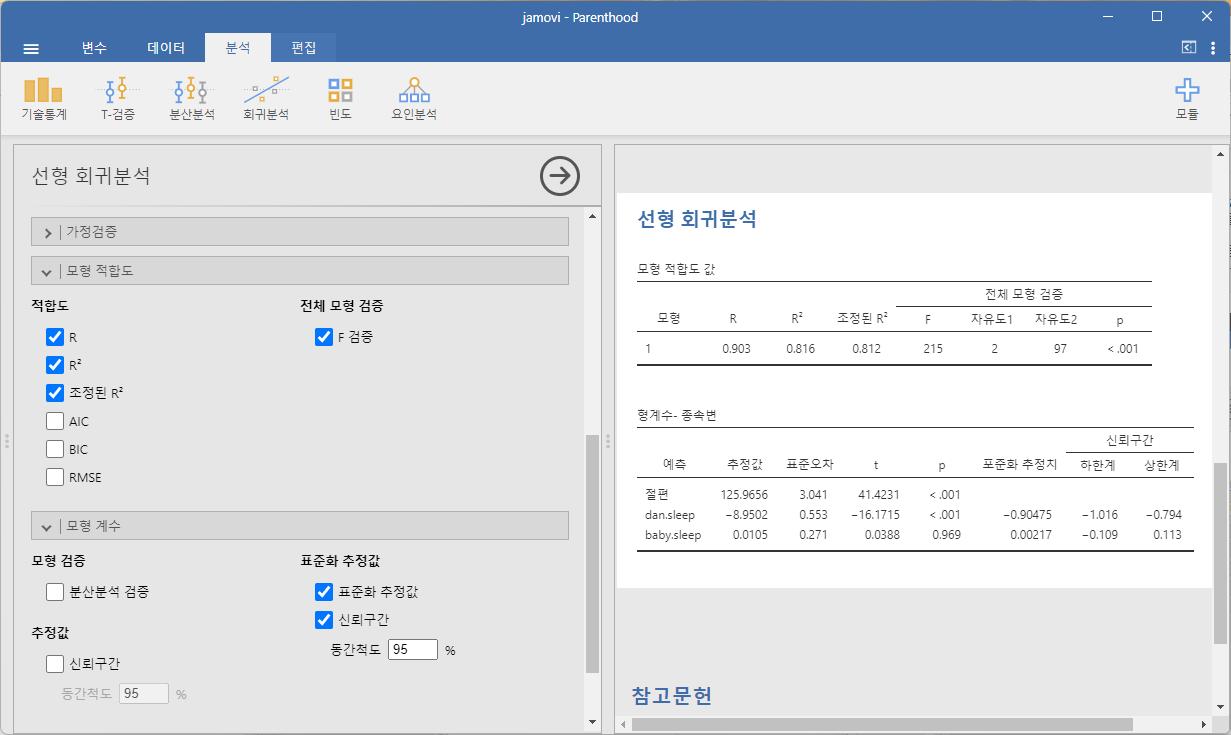 jamovi - Parenthood
변수 데이터 분석 편집
기술통계 T-검증 분산분석 회귀분석 빈도 요인분석 모듈
선형 회귀분석
가정검증
모형 적합도
적합도 전체 모형 검증
R F 검증
R²
조정된 R²
AIC
BIC
RMSE
모형 계수
모형 검증 표준화 추정값
분산분석 검증 표준화 추정값
신뢰구간
추정값 동간척도 95 %
신뢰구간
동간척도 95 %
선형 회귀분석
모형 적합도 값
전체 모형 검증
모형 R R² 조정된 R² F 자유도1 자유도2 p
1 0.903 0.816 0.812 215 2 97 < .001
형계수- 종속변
신뢰구간
예측 추정값 표준오차 t p 표준화 추정치 하한계 상한계
절편 125.9656 3.041 41.4231 < .001
dan.sleep −8.9502 0.553 −16.1715 < .001 −0.90475 −1.016 −0.794
baby.sleep 0.0105 0.271 0.0388 0.969 0.00217 −0.109 0.113
참고문헌